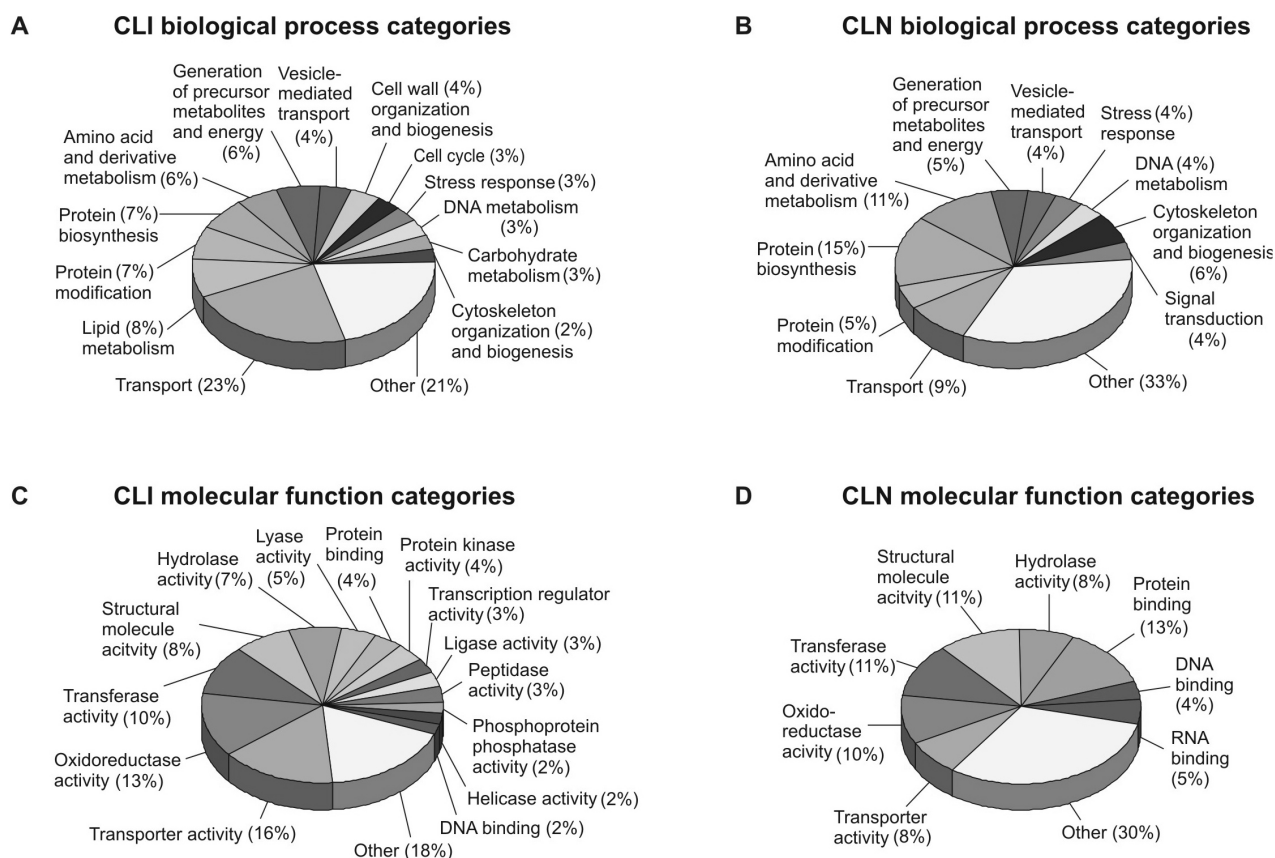 A CLI biological process categories
Generation
of precursor
metabolites
and energy
(6%)
Vesicle-
mediated
transport
(4%)
Cell wall (4%)
organization
and biogenesis
Cell cycle (3%)
Stress response (3%)
DNA metabolism
(3%)
Carbohydrate
metabolism (3%)
Cytoskeleton
organization (2%)
and biogenesis
Other (21%)
Transport (23%)
Lipid (8%)
metabolism
Protein (7%)
modification
Protein (7%)
biosynthesis
Amino acid
and derivative
metabolism (6%)
B CLN biological process categories
Generation
of precursor
metabolites
and energy
(5%)
Vesicle-
mediated
transport
(4%)
Stress (4%)
response
DNA (4%)
metabolism
Cytoskeleton
organization
and biogenesis
(6%)
Signal
transduction
(4%)
Other (33%)
Transport (9%)
Protein (5%)
modification
Protein (15%)
biosynthesis
Amino acid
and derivative
metabolism (11%)
C CLI molecular function categories
Hydrolase
activity (7%)
Lyase
activity
(5%)
Protein
binding
(4%)
Protein kinase
activity (4%)
Transcription regulator
activity (3%)
Ligase activity (3%)
Peptidase
activity (3%)
Phosphoprotein
phosphatase
activity (2%)
Helicase activity (2%)
DNA binding (2%)
Other (18%)
Transporter activity (16%)
Oxidoreductase
activity (13%)
Transferase
activity (10%)
Structural
molecule
acitvity
(8%)
D CLN molecular function categories
Structural
molecule
acitvity (11%)
Hydrolase
activity (8%)
Protein
binding
(13%)
DNA
binding
(4%)
RNA
binding
(5%)
Other (30%)
Transporter
activity (8%)
Oxido-
reductase
acivity (10%)
Transferase
activity (11%)